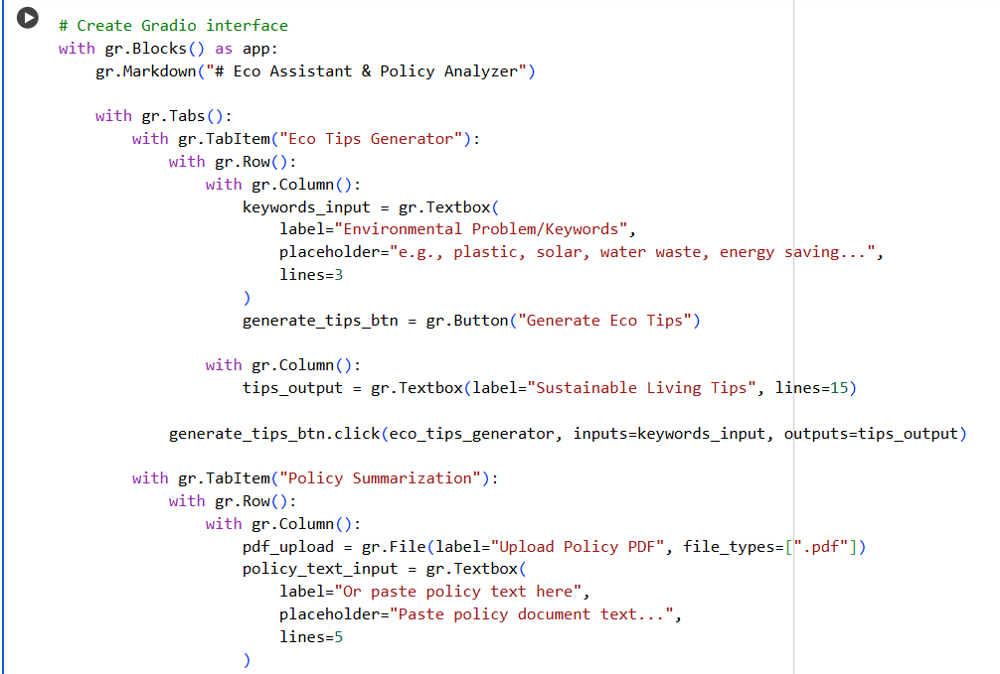 # Create Gradio interface
with gr.Blocks() as app:
    gr.Markdown("# Eco Assistant & Policy Analyzer")

    with gr.Tabs():
        with gr.TabItem("Eco Tips Generator"):
            with gr.Row():
                with gr.Column():
                    keywords_input = gr.Textbox(
                        label="Environmental Problem/Keywords",
                        placeholder="e.g., plastic, solar, water waste, energy saving...",
                        lines=3
                    )
                    generate_tips_btn = gr.Button("Generate Eco Tips")

                with gr.Column():
                    tips_output = gr.Textbox(label="Sustainable Living Tips", lines=15)

            generate_tips_btn.click(eco_tips_generator, inputs=keywords_input, outputs=tips_output)

        with gr.TabItem("Policy Summarization"):
            with gr.Row():
                with gr.Column():
                    pdf_upload = gr.File(label="Upload Policy PDF", file_types=[".pdf"])
                    policy_text_input = gr.Textbox(
                        label="Or paste policy text here",
                        placeholder="Paste policy document text...",
                        lines=5
                    )